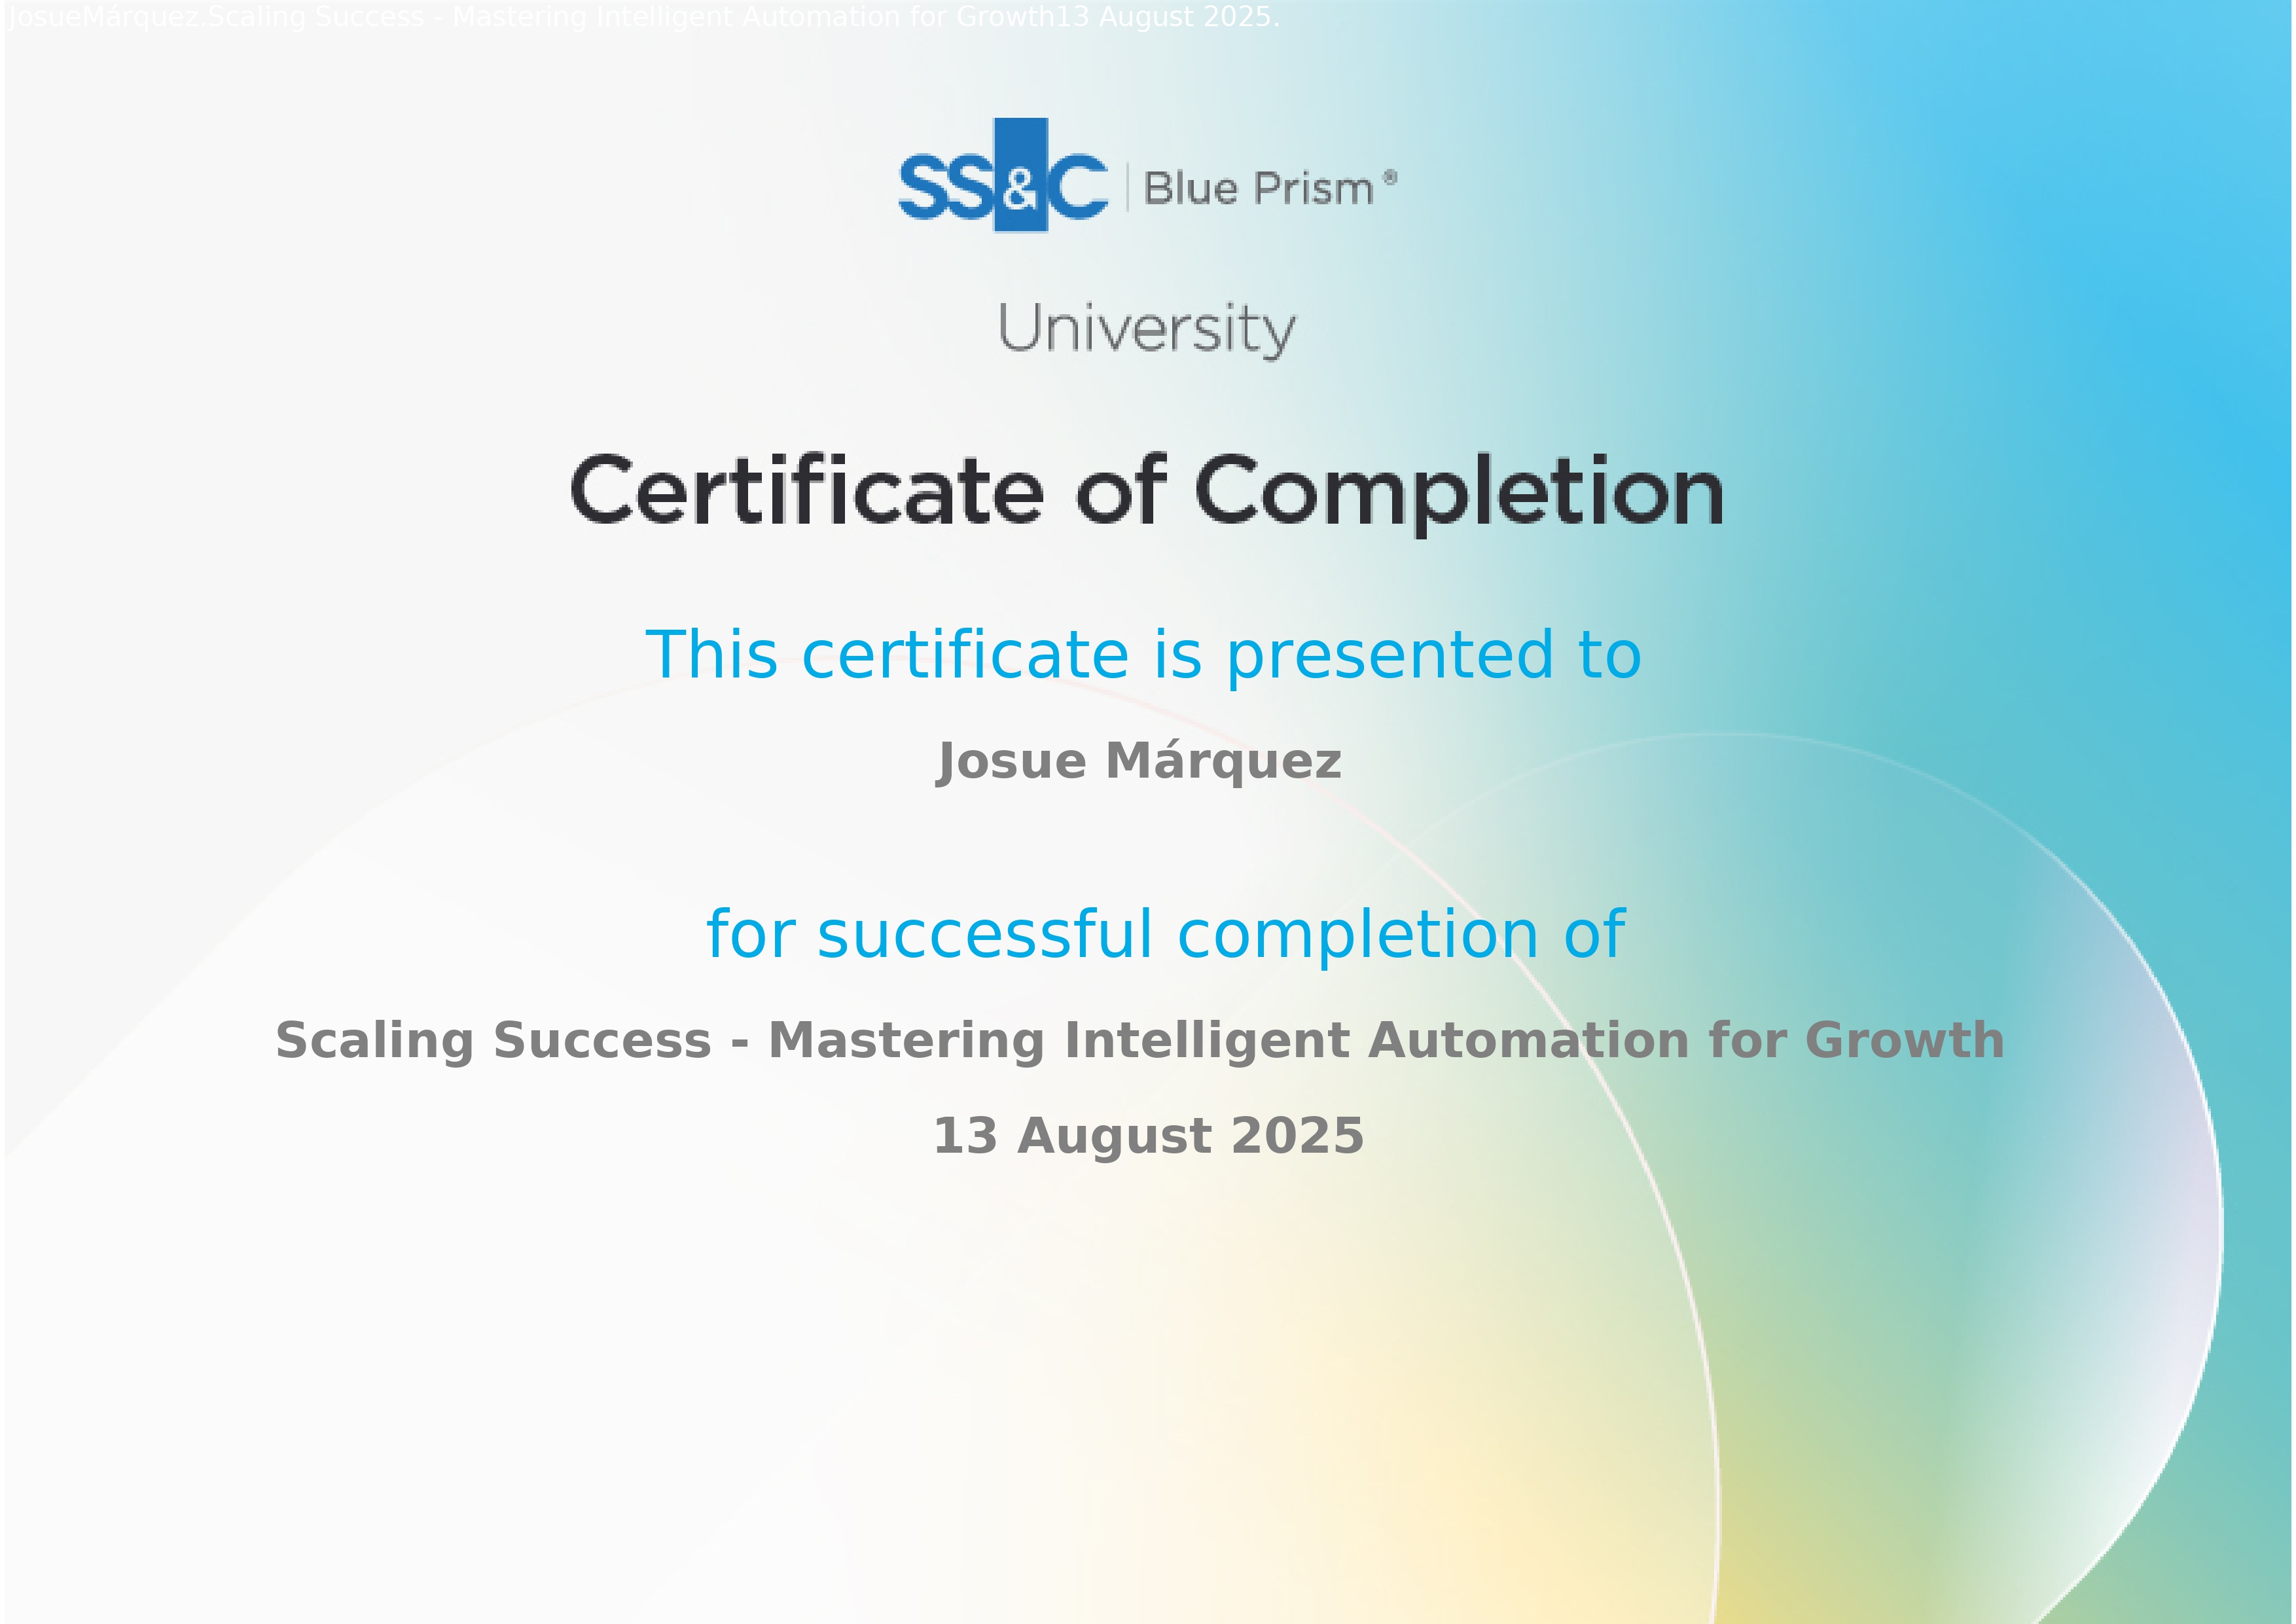 JosueMárquez.Scaling Success - Mastering Intelligent Automation for Growth13 August 2025.
SS&C | Blue Prism®
University
Certificate of Completion
This certificate is presented to
Josue Márquez
for successful completion of
Scaling Success - Mastering Intelligent Automation for Growth
13 August 2025